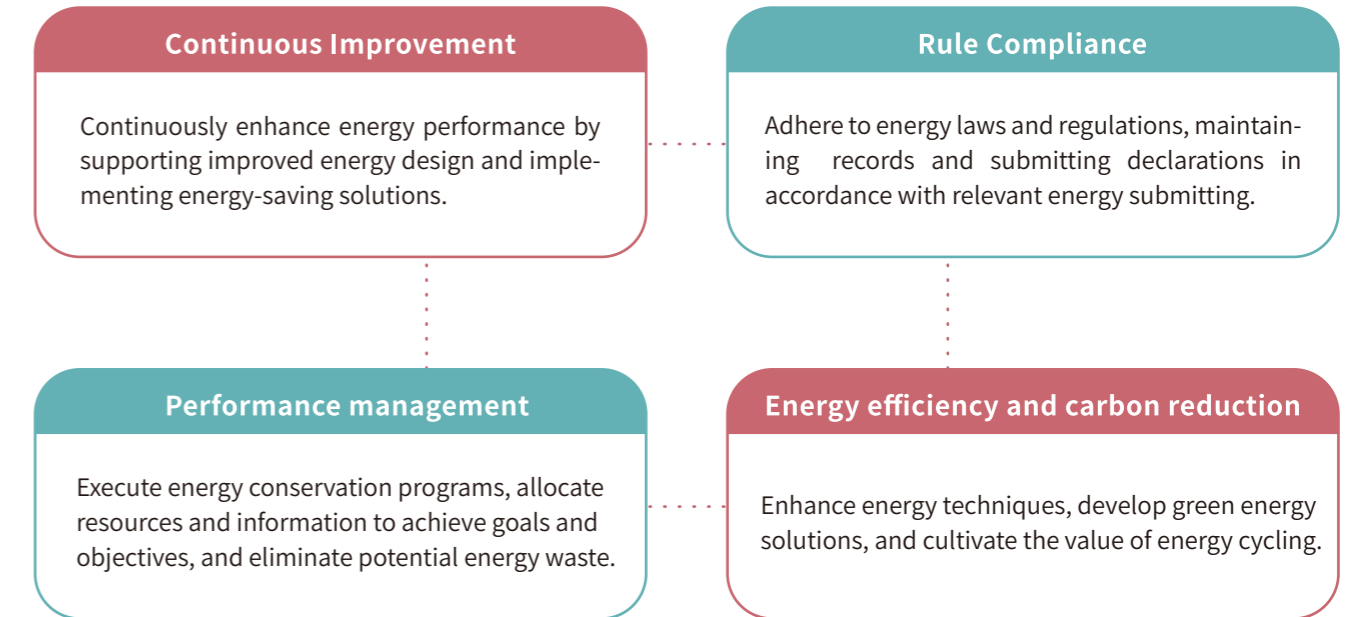 Continuous Improvement
Continuously enhance energy performance by
supporting improved energy design and imple-
menting energy-saving solutions.
Rule Compliance
Adhere to energy laws and regulations, maintain-
ing records and submitting declarations in
accordance with relevant energy submitting.
Performance management
Execute energy conservation programs, allocate
resources and information to achieve goals and
objectives, and eliminate potential energy waste.
Energy efficiency and carbon reduction
Enhance energy techniques, develop green energy
solutions, and cultivate the value of energy cycling.